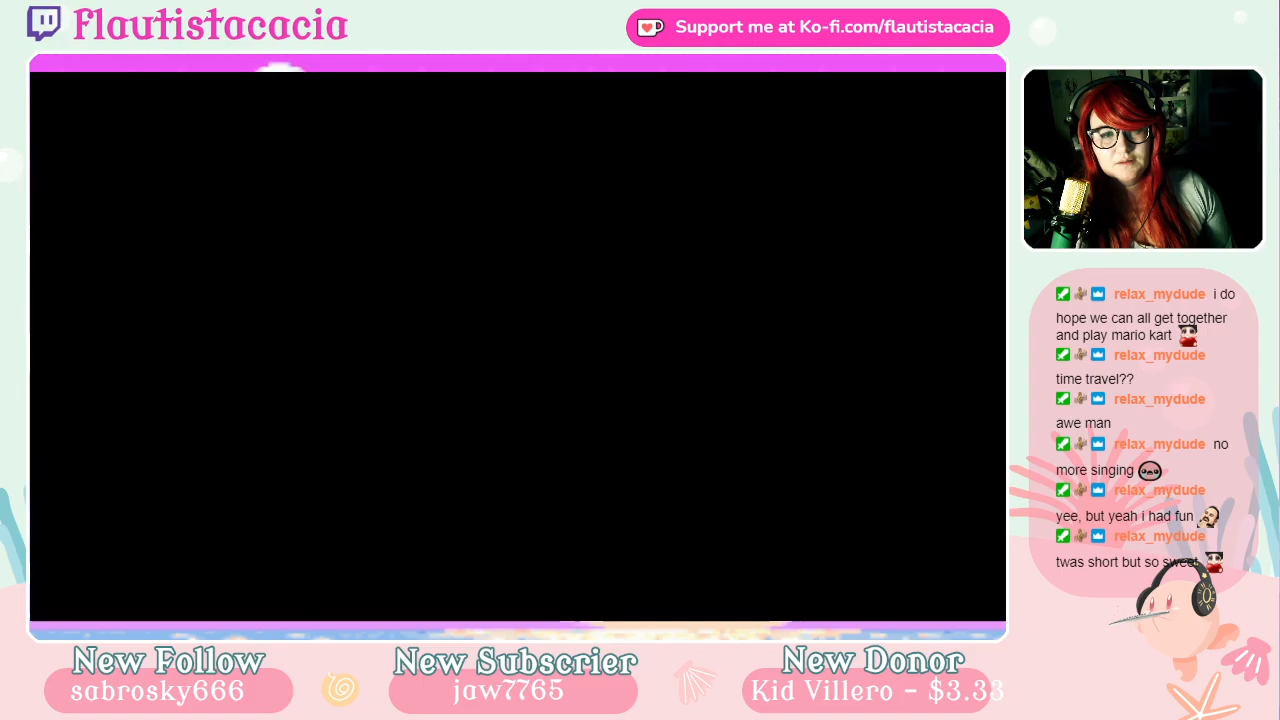 Flautistacacia
Support me at Ko-fi.com/flautistacacia
relax_mydude i do
hope we can all get together
and play mario kart
relax_mydude
time travel??
relax_mydude
awe man
relax_mydude no
more singing
relax_mydude
yee, but yeah i had fun
relax_mydude
twas short but so sweet
New Follow
sabrosky666
New Subscrier
jaw7765
New Donor
Kid Villero - $3.33